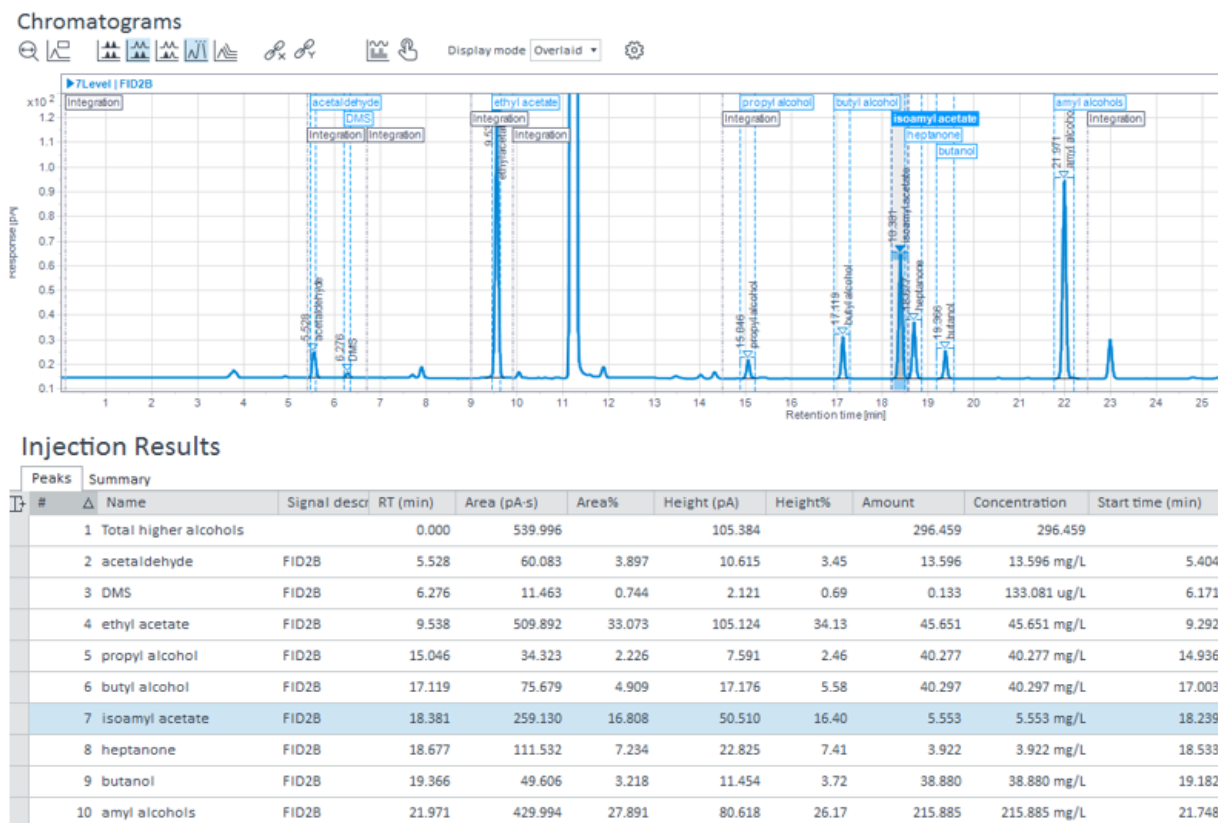 Chromatograms
Display mode Overlaid
7Level | FID2B
x10 2
Integration
acetaldehyde
ethyl acetate
propyl alcohol
butyl alcohol
amyl alcohols
DMS
Integration
Integration
isoamyl acetate
Integration
Integration
Integration
Integration
heptanone
butanol
1.2
1.1
1.0
0.9
0.8
0.7
0.6
0.5
0.4
0.3
0.2
0.1
Response [pA]
5.528
acetaldehyde
6.276
DMS
15.046
propyl alcohol
17.119
butyl alcohol
18.381
isoamyl acetate
18.677
heptanone
19.366
butanol
21.971
1 2 3 4 5 6 7 8 9 10 11 12 13 14 15 16 17 18 19 20 21 22 23 24 25
Retention time [min]
Injection Results
Peaks Summary
# Name Signal descr RT (min) Area (pA·s) Area% Height (pA) Height% Amount Concentration Start time (min)
1 Total higher alcohols 0.000 539.996 105.384 296.459 296.459
2 acetaldehyde FID2B 5.528 60.083 3.897 10.615 3.45 13.596 13.596 mg/L 5.404
3 DMS FID2B 6.276 11.463 0.744 2.121 0.69 0.133 133.081 ug/L 6.171
4 ethyl acetate FID2B 9.538 509.892 33.073 105.124 34.13 45.651 45.651 mg/L 9.292
5 propyl alcohol FID2B 15.046 34.323 2.226 7.591 2.46 40.277 40.277 mg/L 14.936
6 butyl alcohol FID2B 17.119 75.679 4.909 17.176 5.58 40.297 40.297 mg/L 17.003
7 isoamyl acetate FID2B 18.381 259.130 16.808 50.510 16.40 5.553 5.553 mg/L 18.239
8 heptanone FID2B 18.677 111.532 7.234 22.825 7.41 3.922 3.922 mg/L 18.533
9 butanol FID2B 19.366 49.606 3.218 11.454 3.72 38.880 38.880 mg/L 19.182
10 amyl alcohols FID2B 21.971 429.994 27.891 80.618 26.17 215.885 215.885 mg/L 21.748